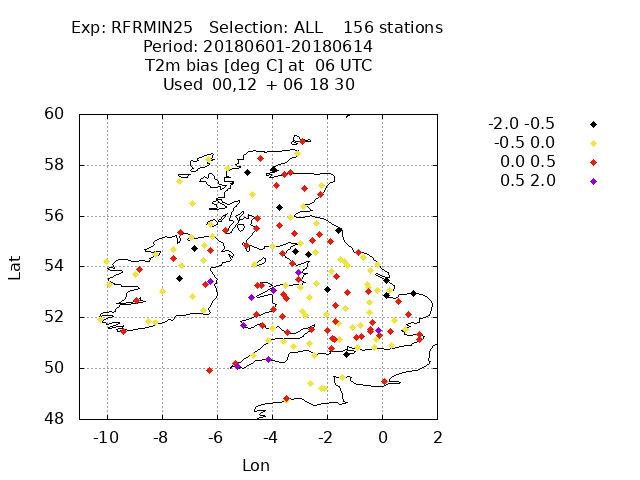 Exp: RFRMIN25 Selection: ALL 156 stations
Period: 20180601-20180614
T2m bias [deg C] at 06 UTC
Used 00,12 + 06 18 30
-2.0 -0.5
-0.5 0.0
0.0 0.5
0.5 2.0
60
58
56
54
52
50
48
Lat
-10 -8 -6 -4 -2 0 2
Lon